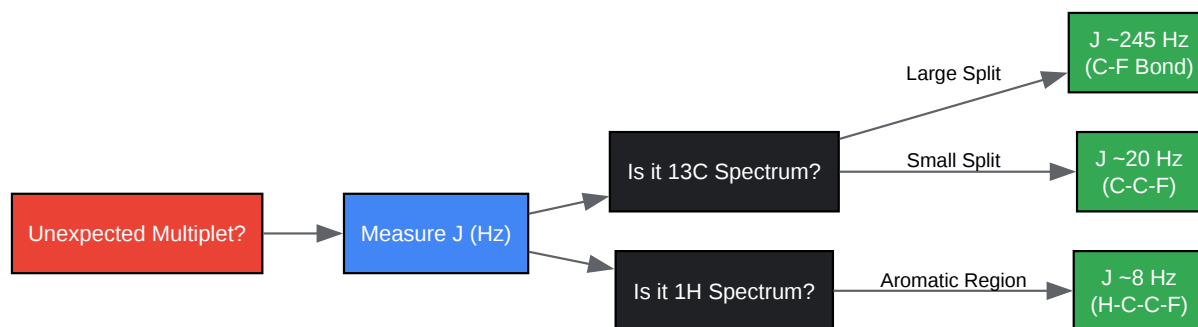 Unexpected Multiplet?
Measure J (Hz)
Is it 13C Spectrum?
Is it 1H Spectrum?
Large Split
Small Split
Aromatic Region
J ~245 Hz
(C-F Bond)
J ~20 Hz
(C-C-F)
J ~8 Hz
(H-C-C-F)